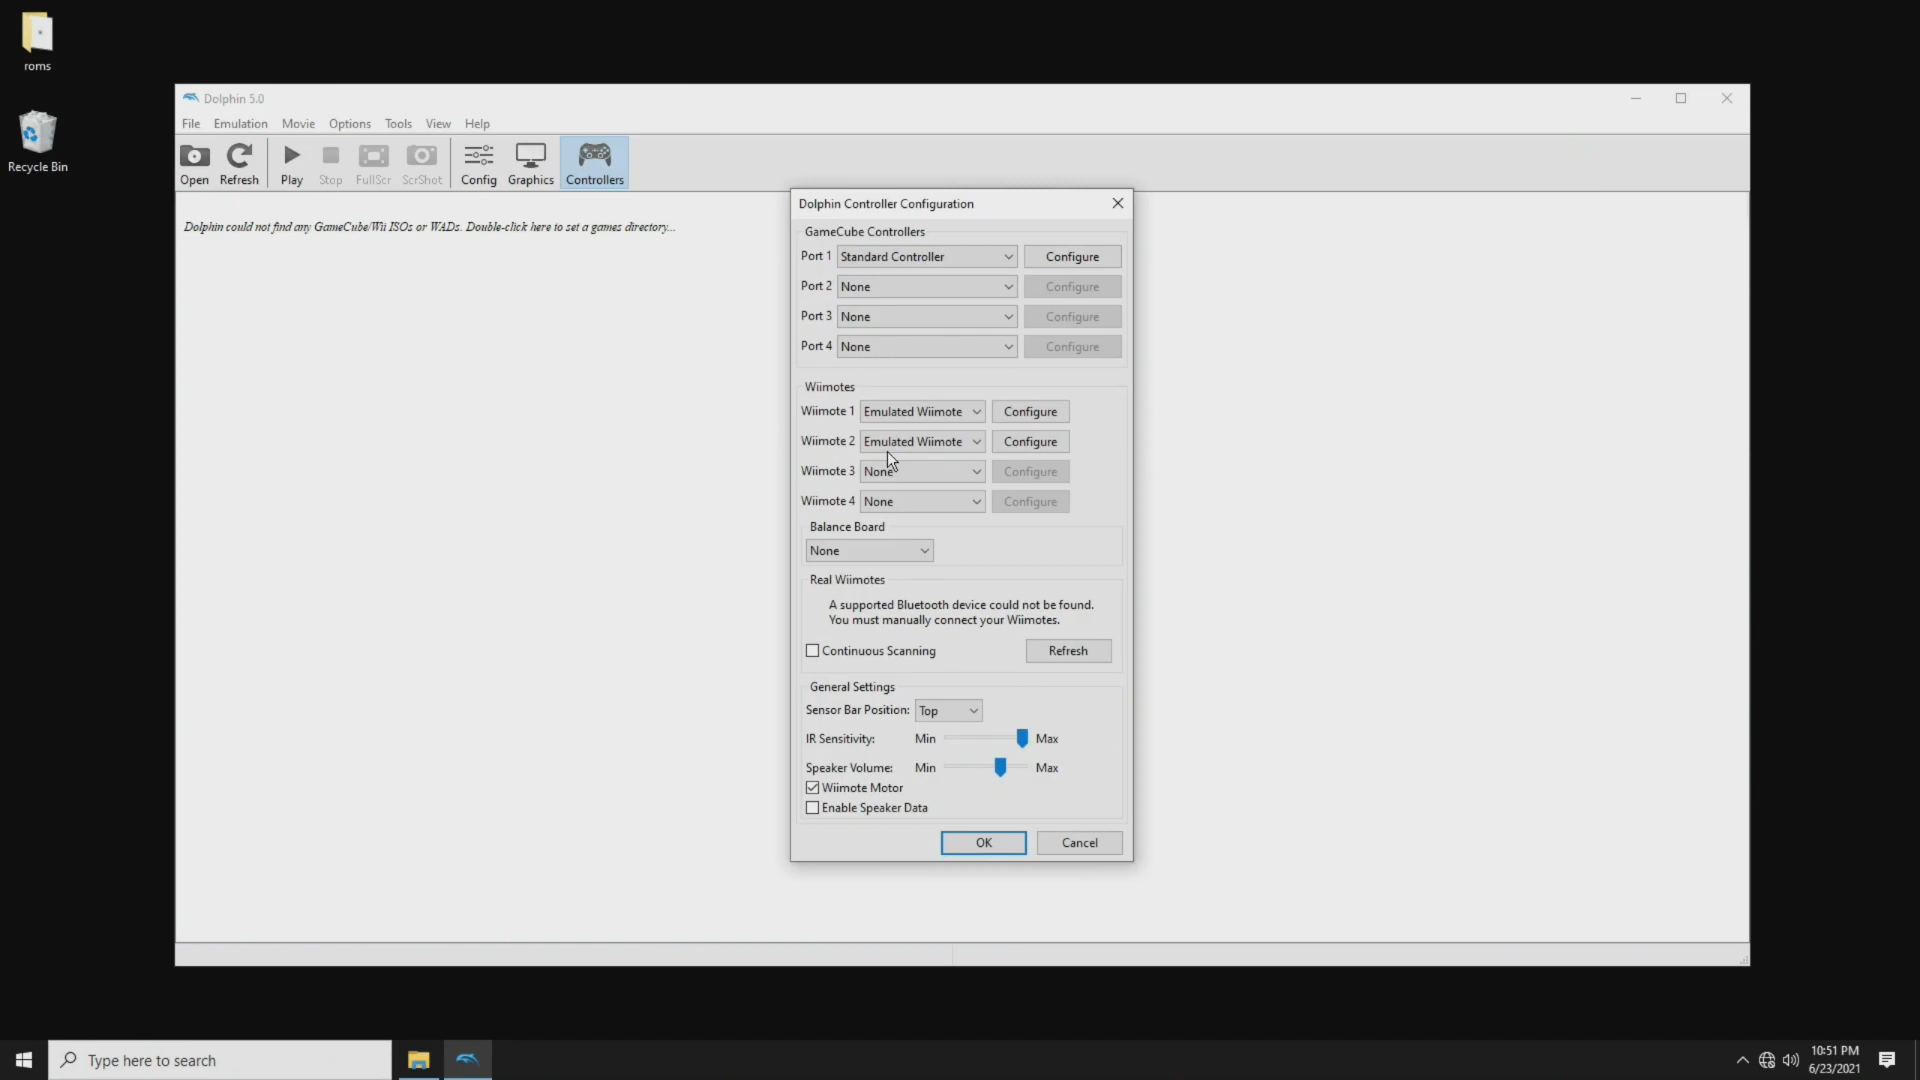 roms
Recycle Bin
Dolphin 5.0
File Emulation Movie Options Tools View Help
Open Refresh Play Stop FullScr ScrShot Config Graphics Controllers
Dolphin could not find any GameCube/Wii ISOs or WADs. Double-click here to set a games directory...
Dolphin Controller Configuration
GameCube Controllers
Port 1 Standard Controller Configure
Port 2 None Configure
Port 3 None Configure
Port 4 None Configure
Wiimotes
Wiimote 1 Emulated Wiimote Configure
Wiimote 2 Emulated Wiimote Configure
Wiimote 3 None Configure
Wiimote 4 None Configure
Balance Board
None
Real Wiimotes
A supported Bluetooth device could not be found.
You must manually connect your Wiimotes.
Continuous Scanning Refresh
General Settings
Sensor Bar Position: Top
IR Sensitivity: Min Max
Speaker Volume: Min Max
Wiimote Motor
Enable Speaker Data
OK Cancel
Type here to search
10:51 PM
6/23/2021